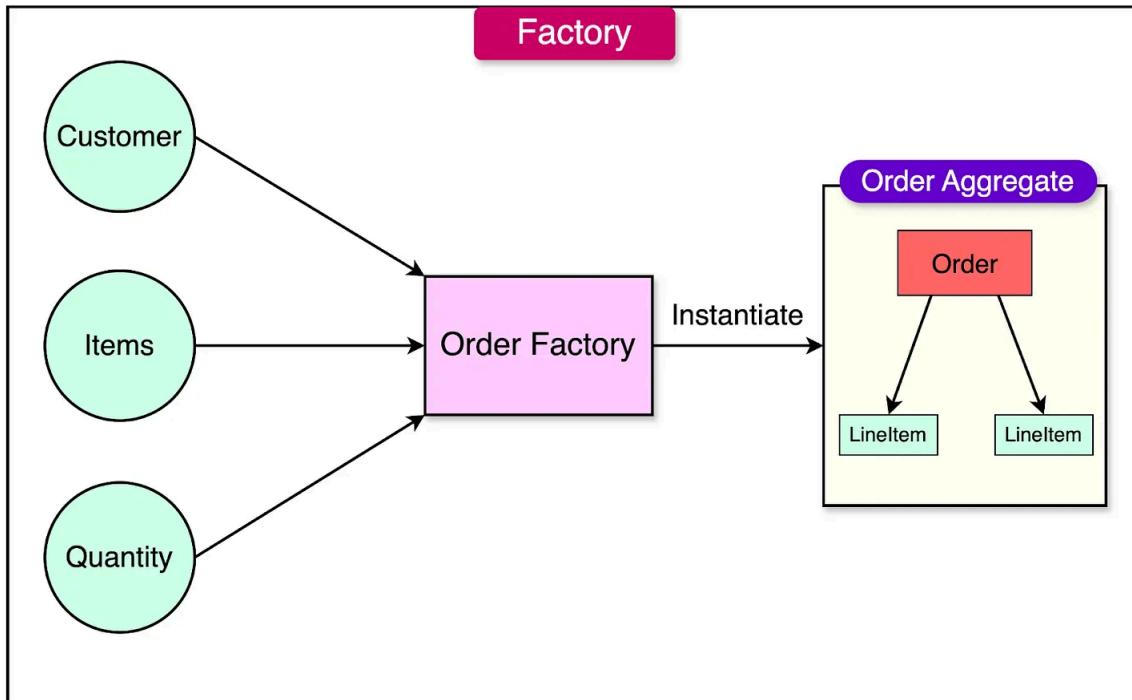 Factory
Customer
Items
Quantity
Order Factory
Instantiate
Order Aggregate
Order
LineItem
LineItem